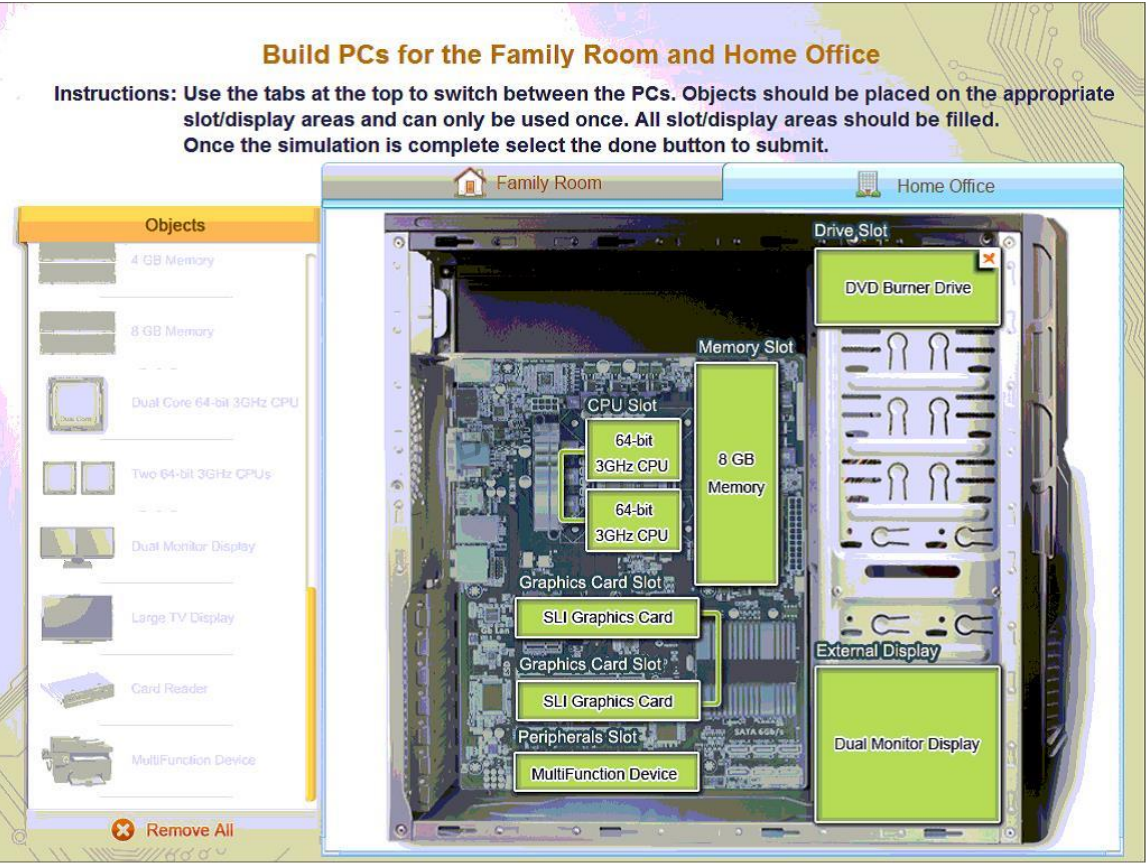 Build PCs for the Family Room and Home Office
Instructions: Use the tabs at the top to switch between the PCs. Objects should be placed on the appropriate
slot/display areas and can only be used once. All slot/display areas should be filled.
Once the simulation is complete select the done button to submit.
Family Room
Home Office
Objects
4 GB Memory
8 GB Memory
Dual Core 64-bit 3GHz CPU
Two 64-bit 3GHz CPUs
Dual Monitor Display
Large TV Display
Card Reader
MultiFunction Device
Remove All
Drive Slot
DVD Burner Drive
Memory Slot
8 GB
Memory
CPU Slot
64-bit
3GHz CPU
64-bit
3GHz CPU
Graphics Card Slot
SLI Graphics Card
Graphics Card Slot
SLI Graphics Card
Peripherals Slot
MultiFunction Device
External Display
Dual Monitor Display
SATA 6Gb/s
Gb Lan
ESD